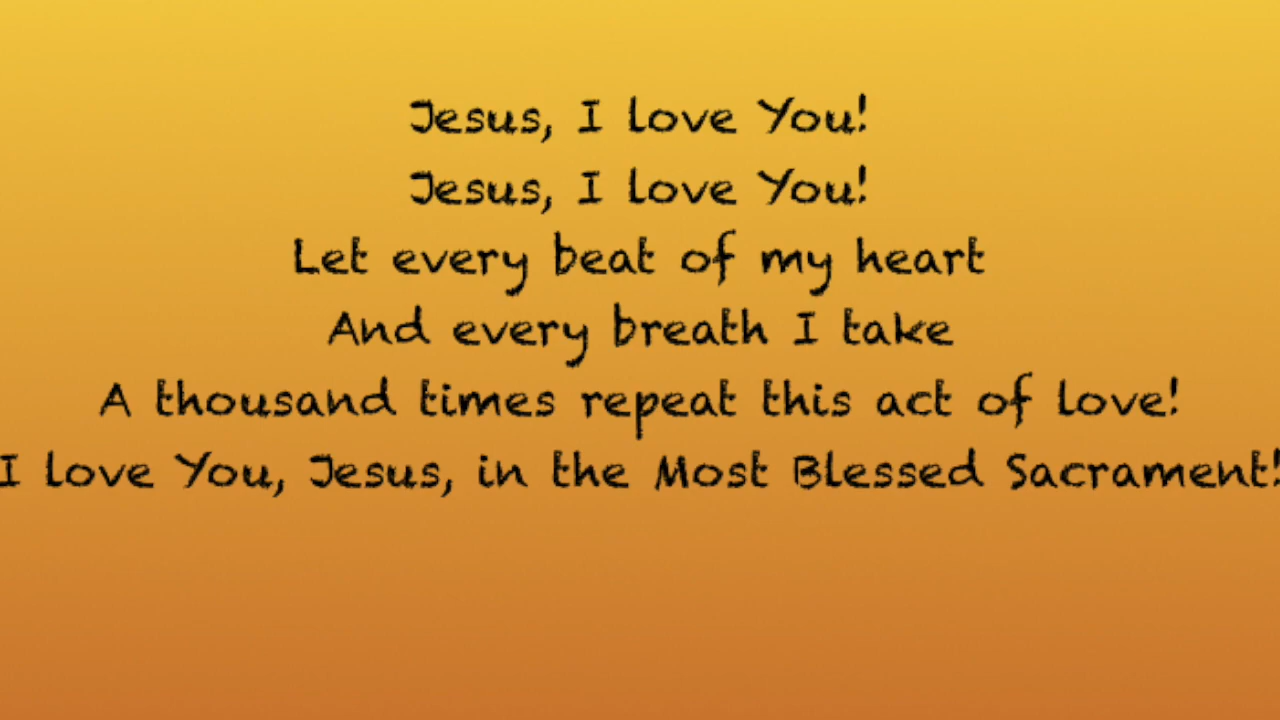 Jesus, I love You!
Jesus, I love You!
Let every beat of my heart
And every breath I take
A thousand times repeat this act of love!
I love You, Jesus, in the Most Blessed Sacrament!